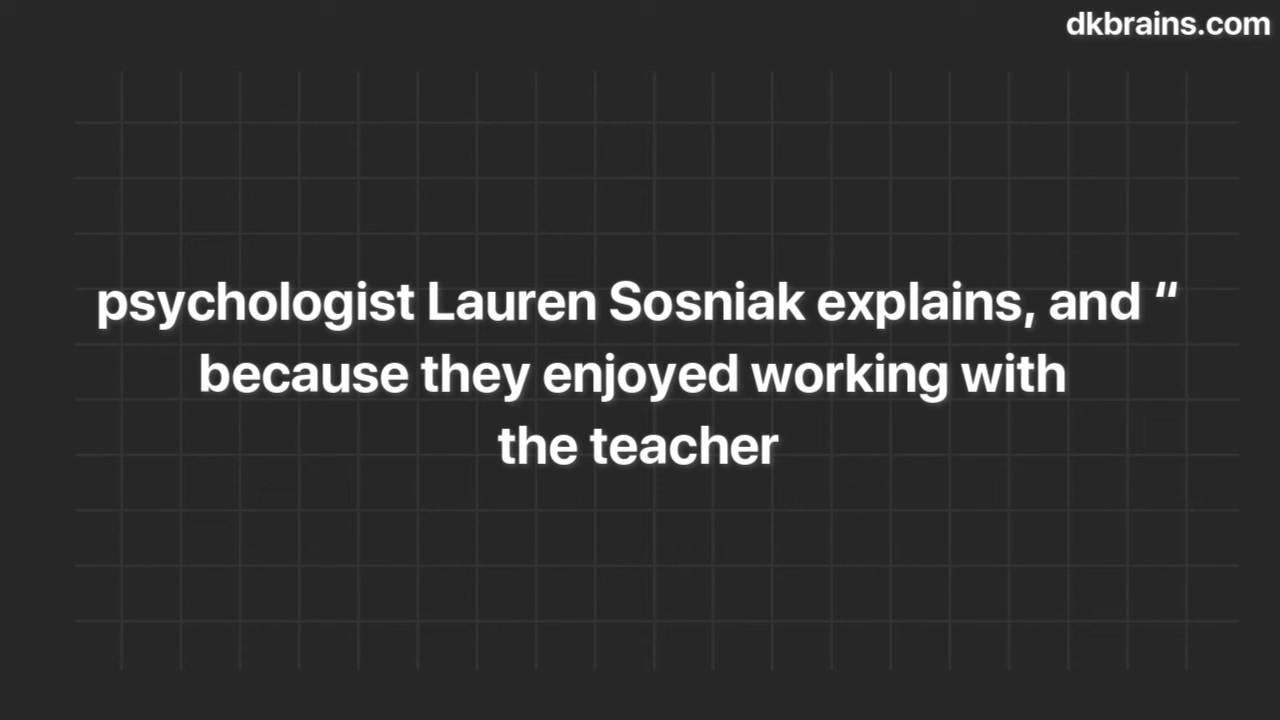 dkbrains.com
psychologist Lauren Sosniak explains, and “
because they enjoyed working with
the teacher